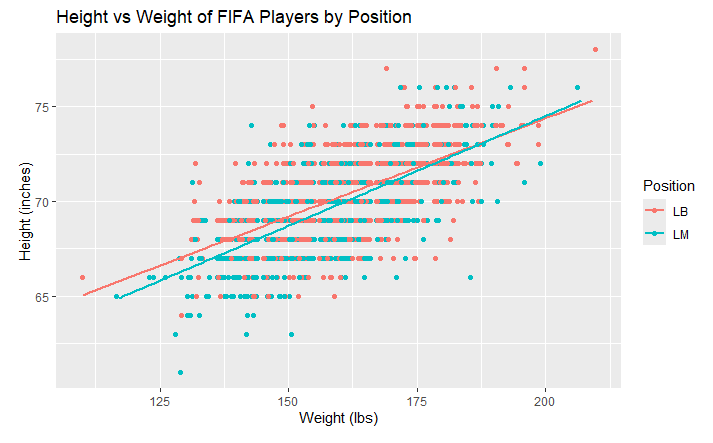 Height vs Weight of FIFA Players by Position
Height (inches)
75
70
65
125
150
175
200
Weight (lbs)
Position
LB
LM